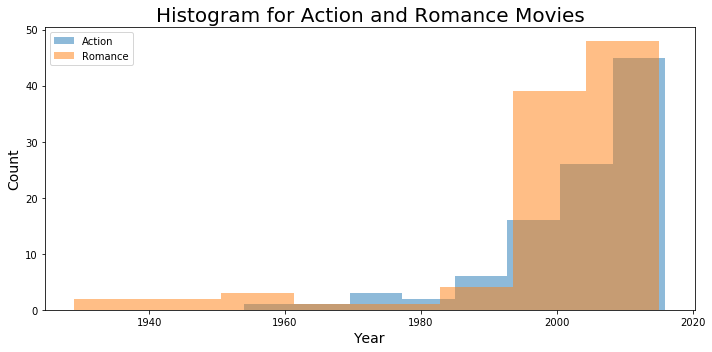 Histogram for Action and Romance Movies
Action
Romance
Count
50
40
30
20
10
0
1940
1960
1980
2000
2020
Year